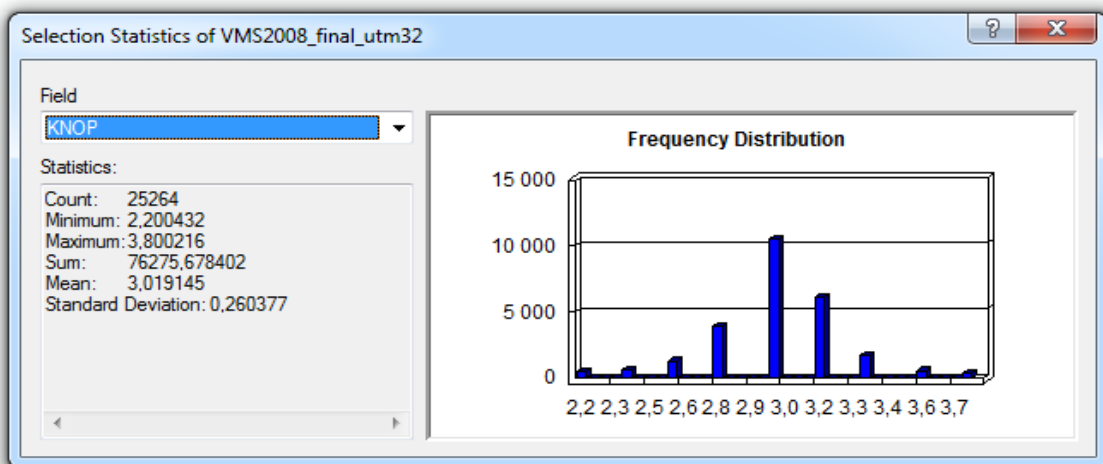 Selection Statistics of VMS2008_final_utm32
?
Field
KNOP
Statistics:
Count: 25264
Minimum: 2,200432
Maximum: 3,800216
Sum: 76275,678402
Mean: 3,019145
Standard Deviation: 0,260377
Frequency Distribution
15 000
10 000
5 000
0
2,2 2,3 2,5 2,6 2,8 2,9 3,0 3,2 3,3 3,4 3,6 3,7